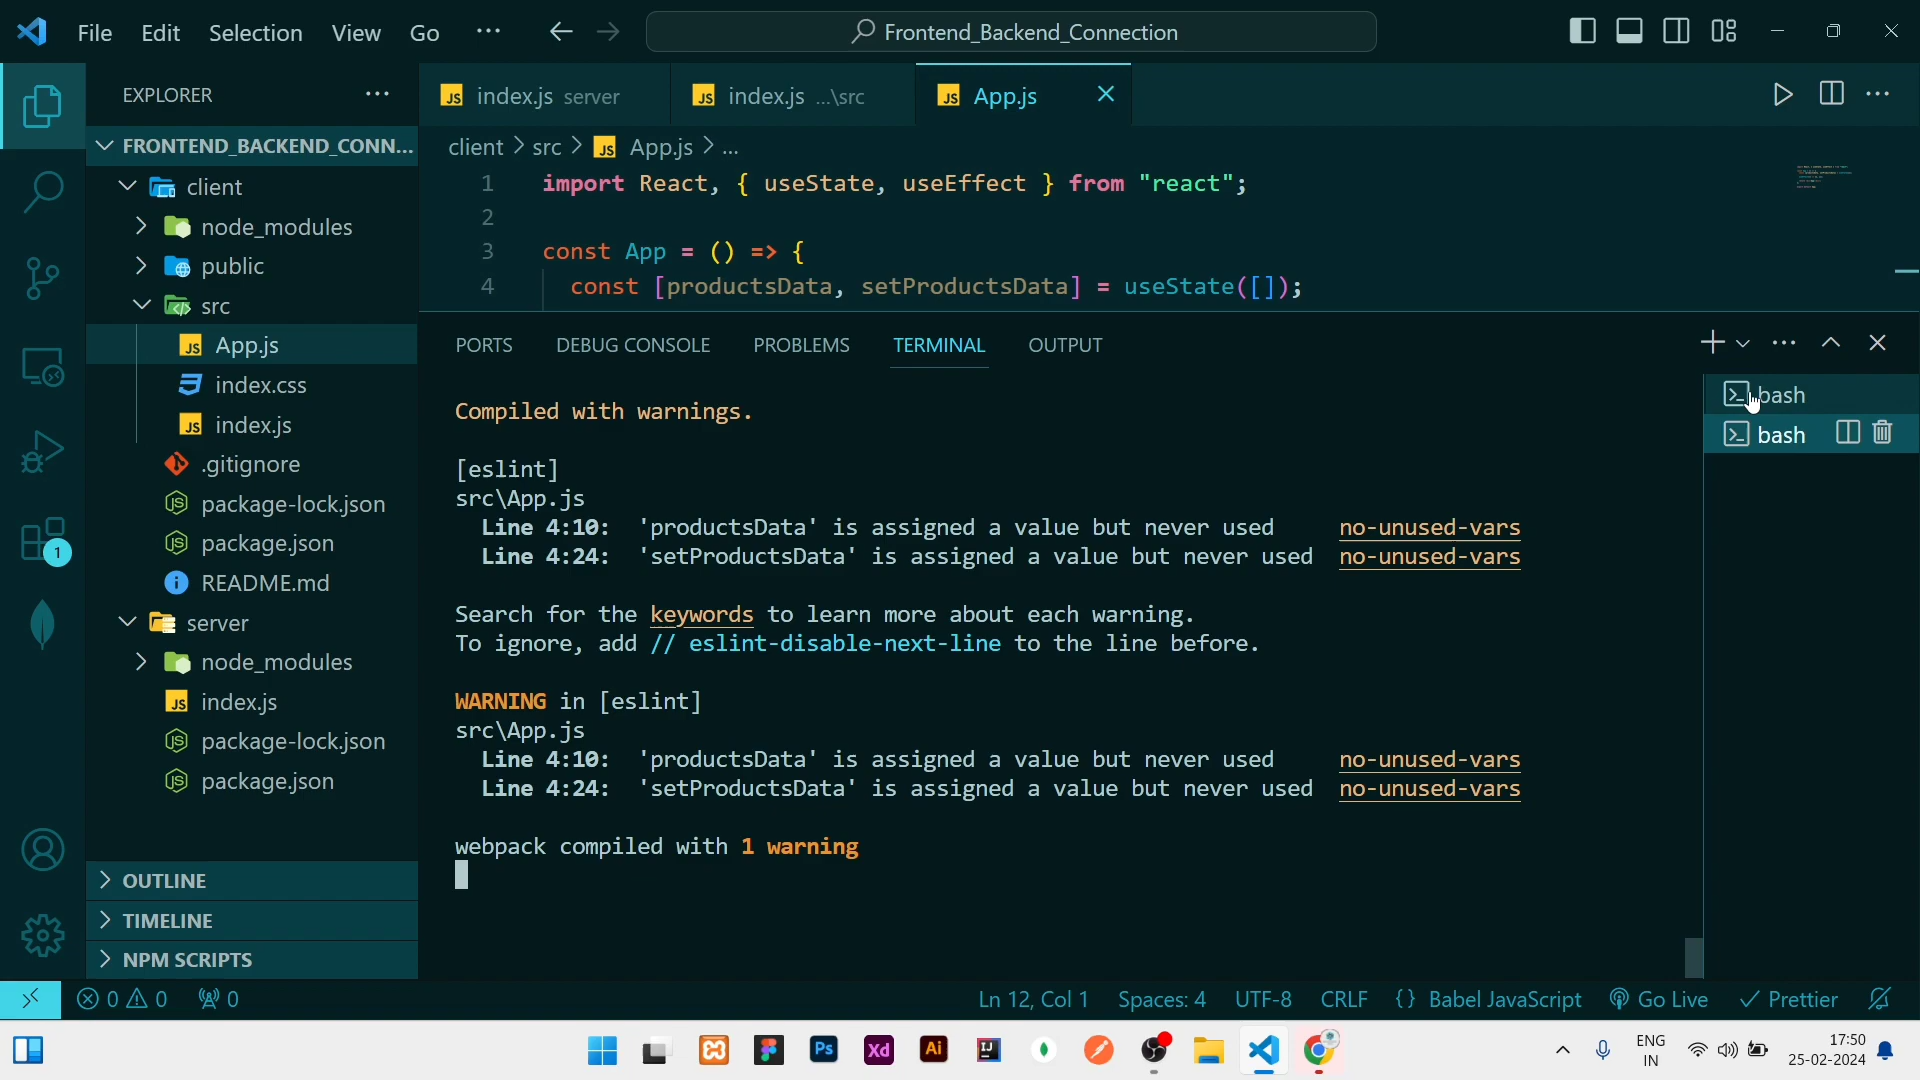 File Edit Selection View Go ...
Frontend_Backend_Connection
EXPLORER
FRONTEND_BACKEND_CONN...
client
node_modules
public
src
App.js
index.css
index.js
.gitignore
package-lock.json
package.json
README.md
server
node_modules
index.js
package-lock.json
package.json
OUTLINE
TIMELINE
NPM SCRIPTS
1
JS index.js server
JS index.js ...\src
JS App.js
client > src > JS App.js > ...
1 import React, { useState, useEffect } from "react";
2
3 const App = () => {
4 const [productsData, setProductsData] = useState([]);
PORTS DEBUG CONSOLE PROBLEMS TERMINAL OUTPUT
bash
bash
Compiled with warnings.
[eslint]
src\App.js
Line 4:10: 'productsData' is assigned a value but never used no-unused-vars
Line 4:24: 'setProductsData' is assigned a value but never used no-unused-vars
Search for the keywords to learn more about each warning.
To ignore, add // eslint-disable-next-line to the line before.
WARNING in [eslint]
src\App.js
Line 4:10: 'productsData' is assigned a value but never used no-unused-vars
Line 4:24: 'setProductsData' is assigned a value but never used no-unused-vars
webpack compiled with 1 warning
0 0 0
Ln 12, Col 1 Spaces: 4 UTF-8 CRLF {} Babel JavaScript Go Live Prettier
Ps Xd Ai IJ
ENG
IN
17:50
25-02-2024